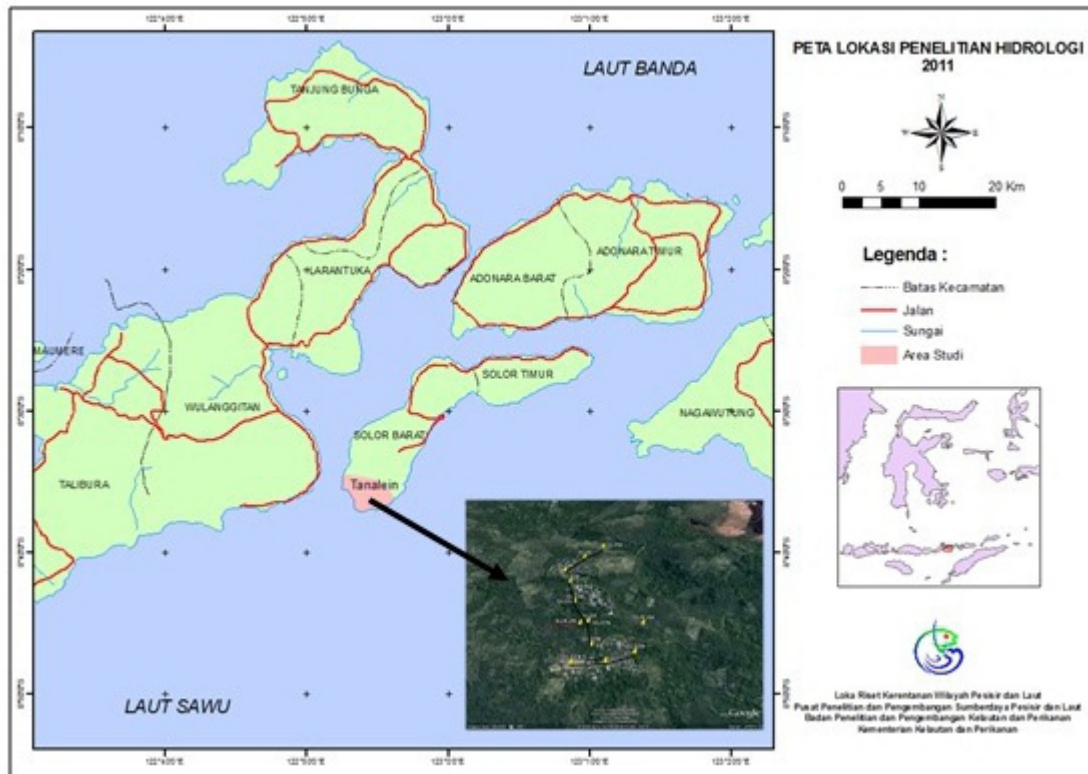 PETA LOKASI PENELITIAN HIDROLOGI
2011
N
W
E
S
0 5 10 20 Km
Legenda :
Batas Kecamatan
Jalan
Sungai
Area Studi
LAUT BANDA
TANJUNG BUNGA
LARANTUKA
ADONARA BARAT
ADONARA TIMUR
MAUMERE
WULANGGITAN
SOLOR TIMUR
SOLOR BARAT
NAGAWUTUNG
TALIBURA
Tanalein
LAUT SAWU
Google
Loka Riset Kerentanan Wilayah Pesisir dan Laut
Pusat Penelitian dan Pengembangan Sumberdaya Pesisir dan Laut
Badan Penelitian dan Pengembangan Kelautan dan Perikanan
Kementerian Kelautan dan Perikanan